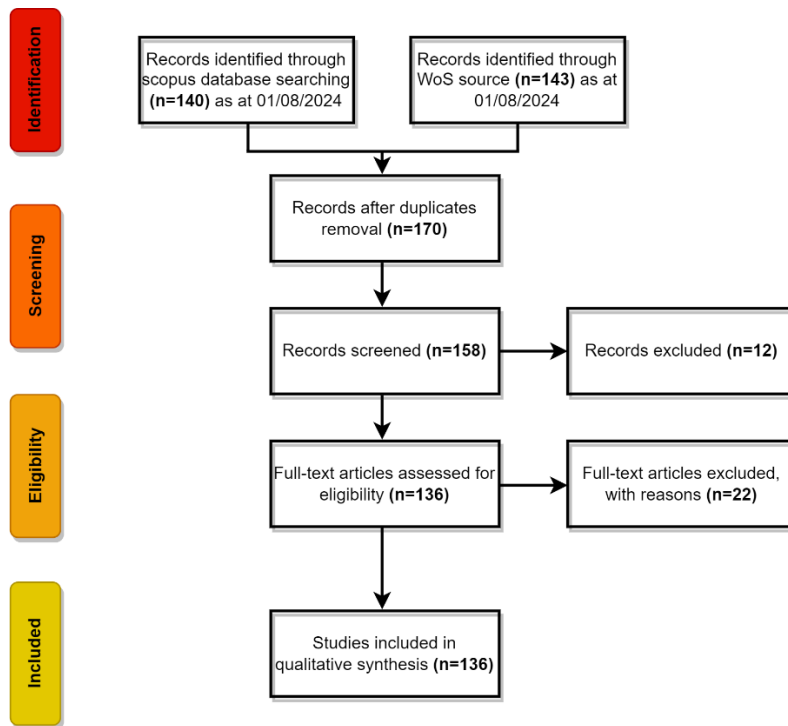 Identification
Records identified through
scopus database searching
(n=140) as at 01/08/2024
Records identified through
WoS source (n=143) as at
01/08/2024
Screening
Records after duplicates
removal (n=170)
Records screened (n=158)
Records excluded (n=12)
Eligibility
Full-text articles assessed for
eligibility (n=136)
Full-text articles excluded,
with reasons (n=22)
Included
Studies included in
qualitative synthesis (n=136)